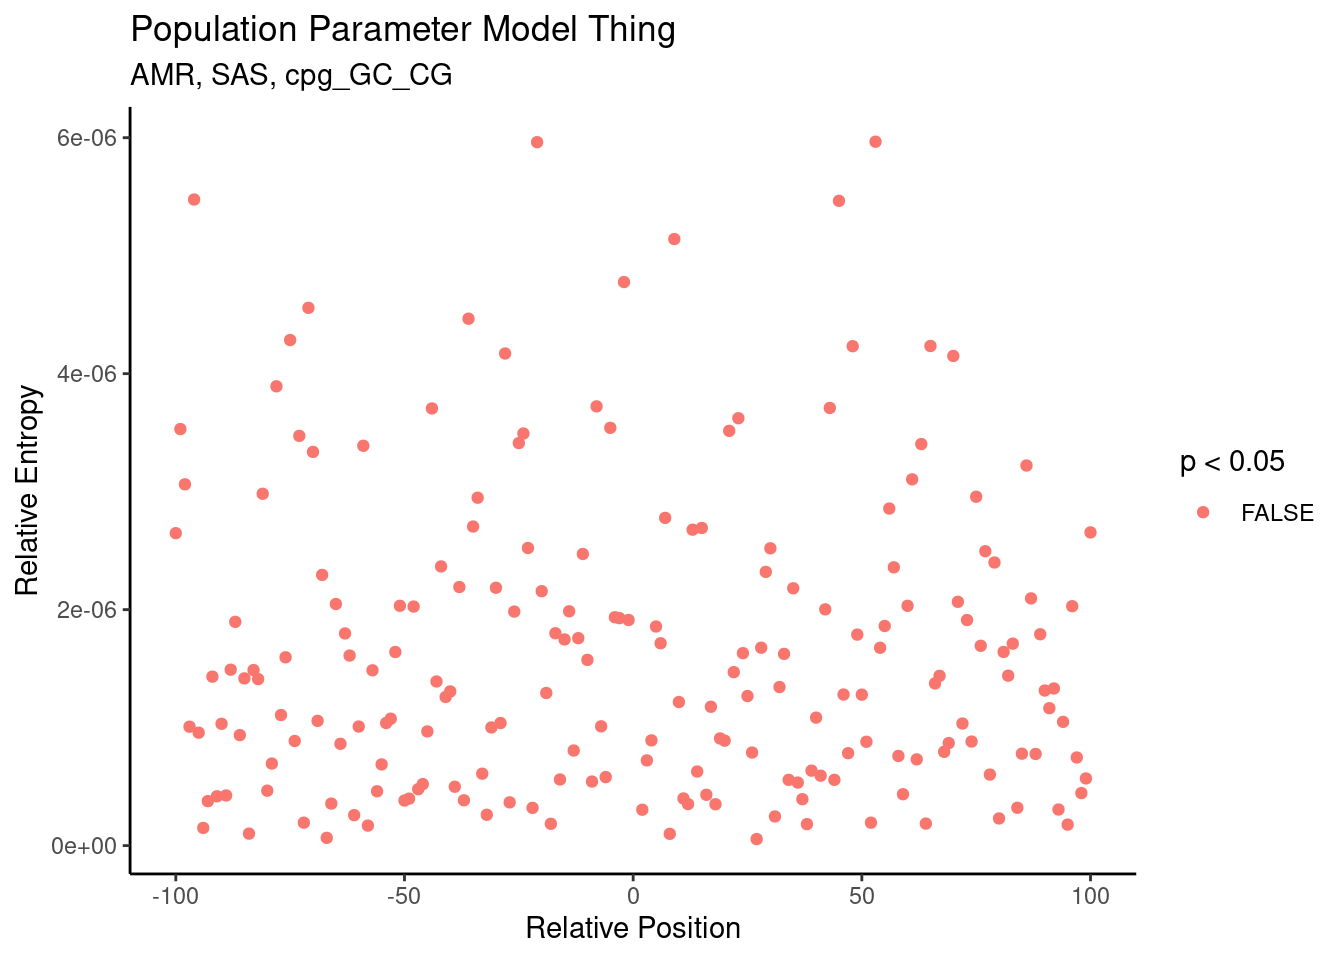 Population Parameter Model Thing
AMR, SAS, cpg_GC_CG
6e-06
4e-06
2e-06
0e+00
Relative Entropy
-100
-50
0
50
100
Relative Position
p < 0.05
FALSE